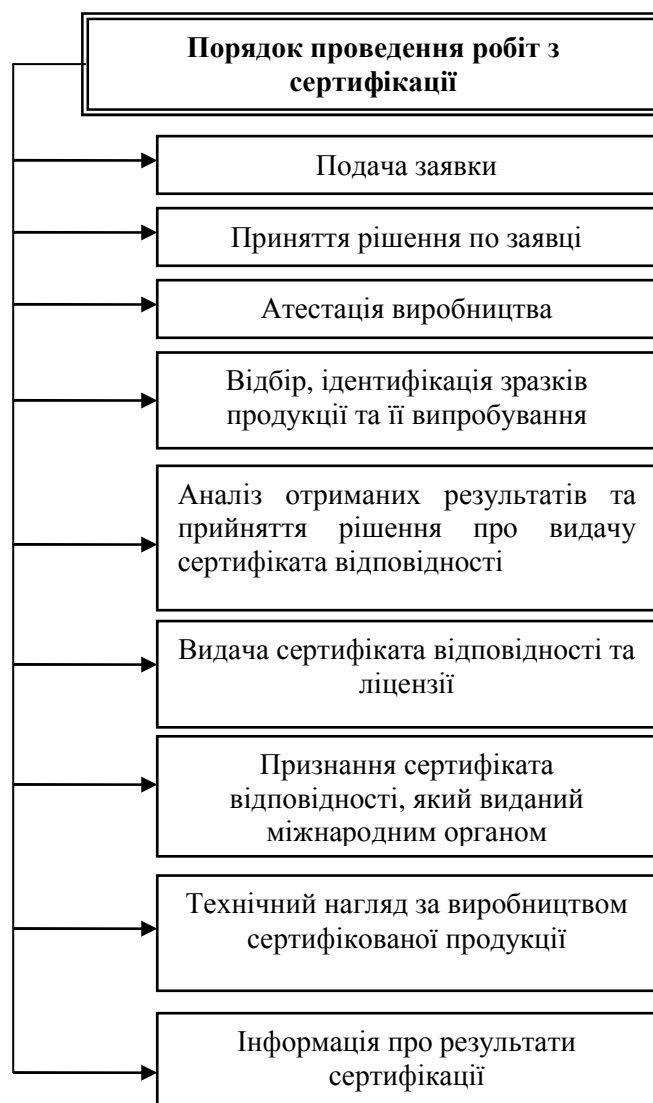 Порядок проведення робіт з
сертифікації
Подача заявки
Приняття рішення по заявці
Атестація виробництва
Відбір, ідентифікація зразків
продукції та її випробування
Аналіз отриманих результатів та
прийняття рішення про видачу
сертифіката відповідності
Видача сертифіката відповідності та
ліцензії
Признання сертифіката
відповідності, який виданий
міжнародним органом
Технічний нагляд за виробництвом
сертифікованої продукції
Інформація про результати
сертифікації